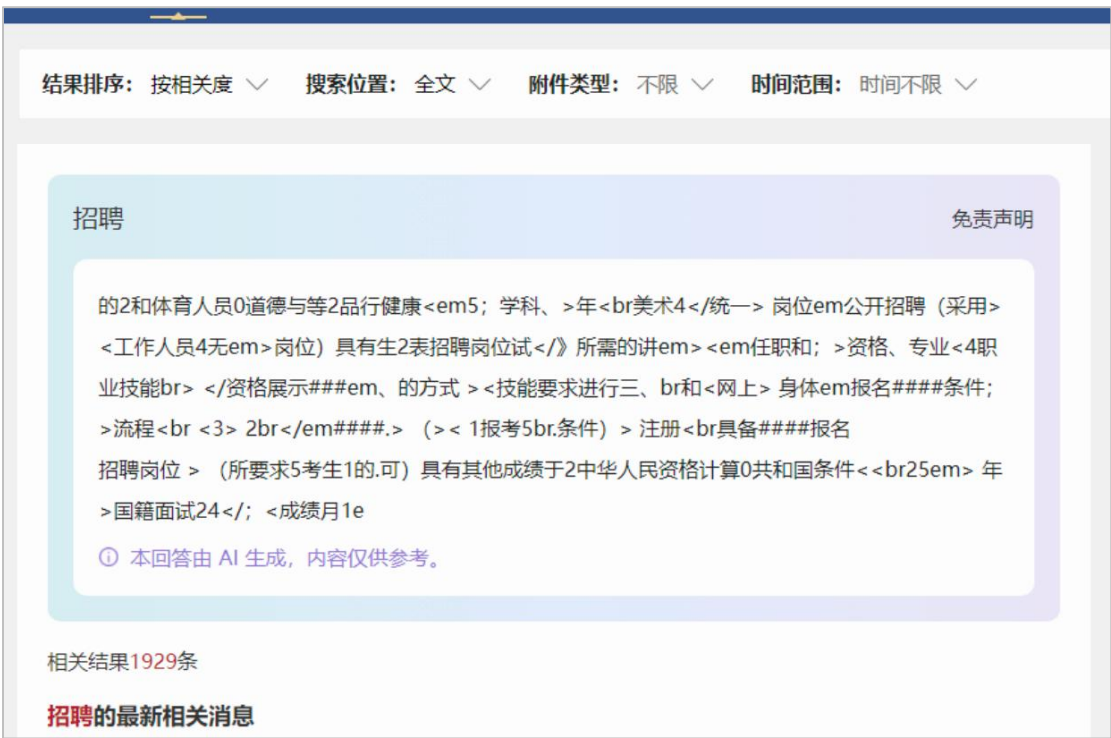 结果排序: 按相关度 搜索位置: 全文 附件类型: 不限 时间范围: 时间不限
招聘 免责声明
的2和体育人员0道德与等2品行健康<em5；学科、>年<br美术4</统一> 岗位em公开招聘（采用>
<工作人员4无em>岗位）具有生2表招聘岗位试</》所需的讲em><em任职和；>资格、专业<4职
业技能br> </资格展示###em、的方式 ><技能要求进行三、br和<网上> 身体em报名####条件；
>流程<br <3> 2br</em####.> （>< 1报考5br.条件）> 注册<br具备####报名
招聘岗位 > （所要求5考生1的.可）具有其他成绩于2中华人民资格计算0共和国条件<<br25em> 年
>国籍面试24</；<成绩月1e
本回答由 AI 生成，内容仅供参考。
相关结果1929条
招聘的最新相关消息